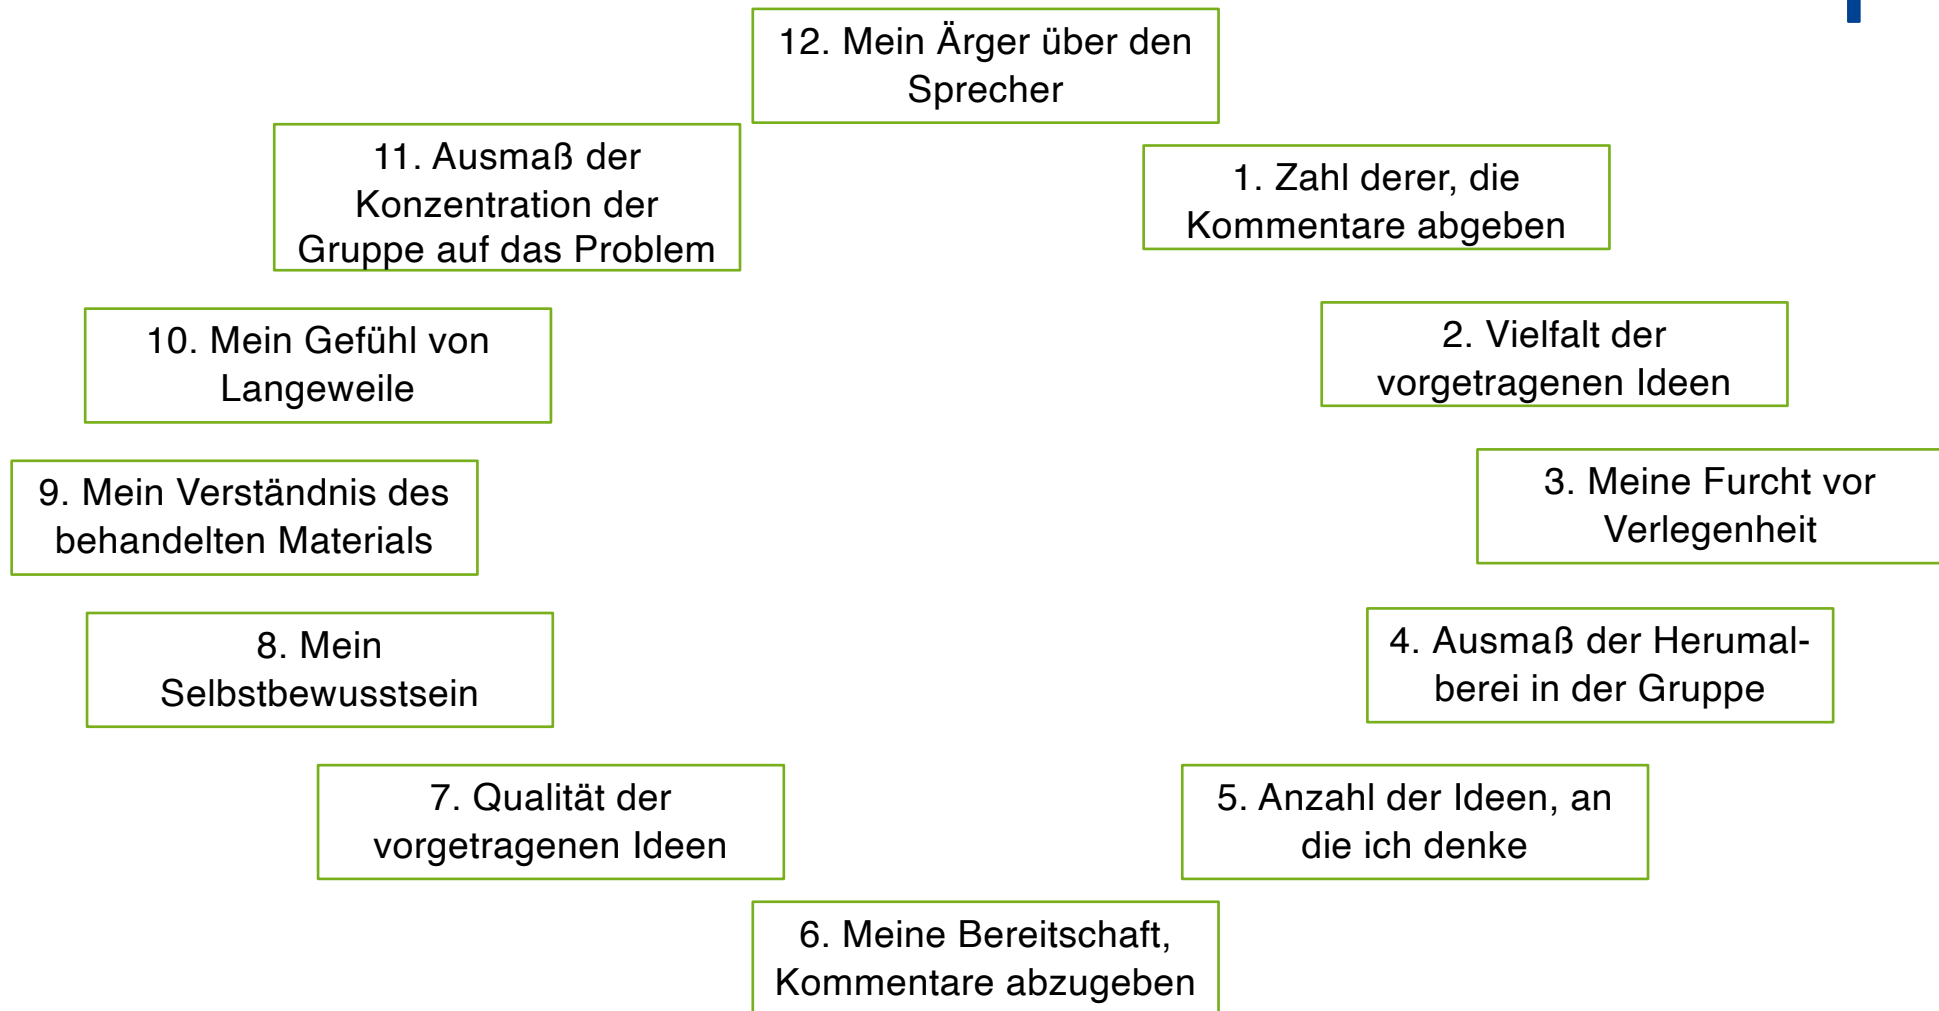 12. Mein Ärger über den
Sprecher
11. Ausmaß der
Konzentration der
Gruppe auf das Problem
1. Zahl derer, die
Kommentare abgeben
10. Mein Gefühl von
Langeweile
2. Vielfalt der
vorgetragenen Ideen
9. Mein Verständnis des
behandelten Materials
3. Meine Furcht vor
Verlegenheit
8. Mein
Selbstbewusstsein
4. Ausmaß der Herumal-
berei in der Gruppe
7. Qualität der
vorgetragenen Ideen
5. Anzahl der Ideen, an
die ich denke
6. Meine Bereitschaft,
Kommentare abzugeben